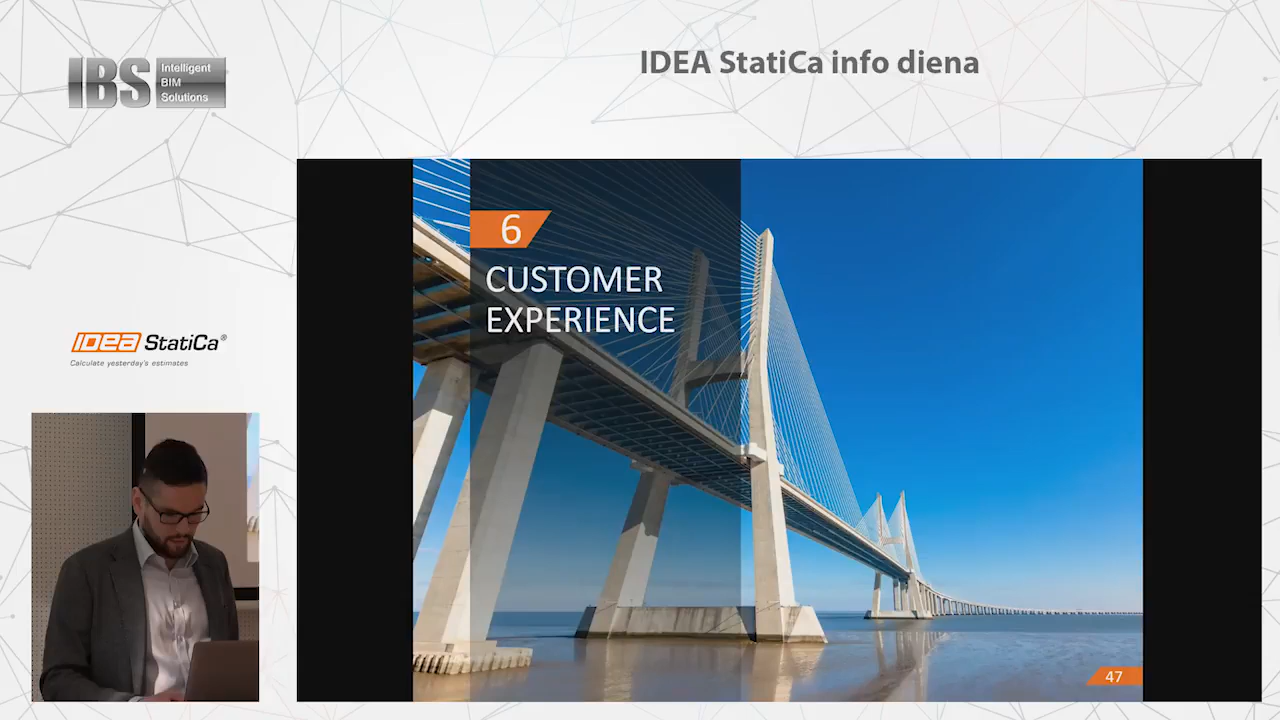 IDEA StatiCa info diena
IBS
Intelligent
BIM
Solutions
6
CUSTOMER
EXPERIENCE
IDEA StatiCa®
Calculate yesterday's estimates
47